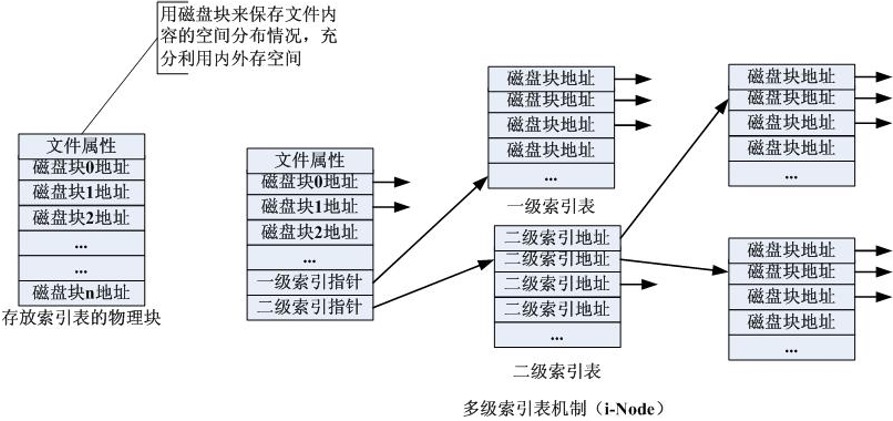 用磁盘块来保存文件内
容的空间分布情况，充
分利用内外存空间
文件属性
磁盘块0地址
磁盘块1地址
磁盘块2地址
...
...
磁盘块n地址
存放索引表的物理块
文件属性
磁盘块0地址
磁盘块1地址
磁盘块2地址
...
一级索引指针
二级索引指针
磁盘块地址
磁盘块地址
磁盘块地址
磁盘块地址
...
一级索引表
二级索引地址
二级索引地址
二级索引地址
二级索引地址
...
二级索引表
磁盘块地址
磁盘块地址
磁盘块地址
磁盘块地址
...
磁盘块地址
磁盘块地址
磁盘块地址
磁盘块地址
...
多级索引表机制（i-Node）